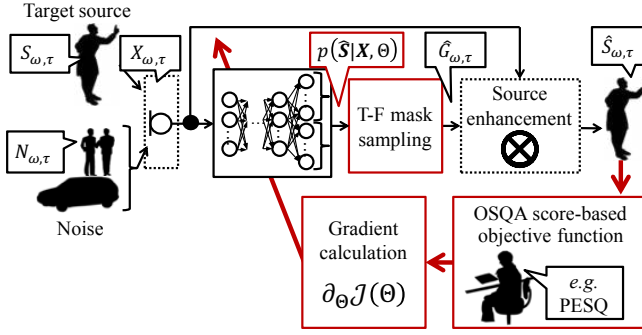 Target source
S_{ω,τ}
X_{ω,τ}
p(Ŝ|X, Θ)
Ĝ_{ω,τ}
Ŝ_{ω,τ}
N_{ω,τ}
Noise
T-F mask
sampling
Source
enhancement
Gradient
calculation
∂_Θ 𝒥(Θ)
OSQA score-based
objective function
e.g.
PESQ